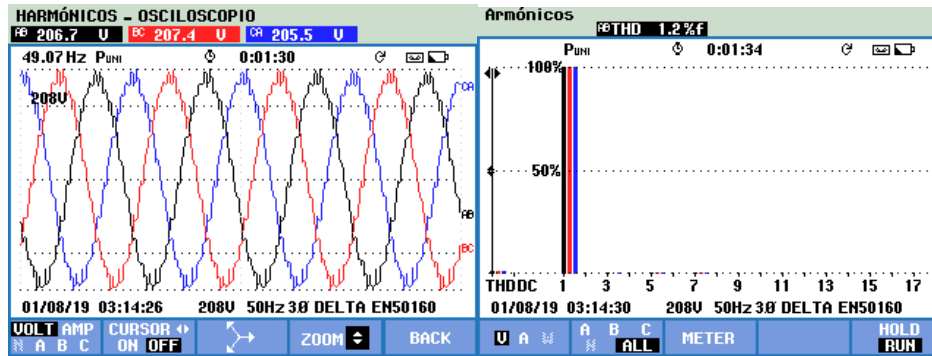 HARMÓNICOS - OSCILOSCOPIO
AB 206.7 V BC 207.4 V CA 205.5 V
49.07 Hz PUNI 0:01:30
208V
CA
AB
BC
01/08/19 03:14:26 208V 50Hz 3Ø DELTA EN50160
VOLT AMP
N A B C
CURSOR
ON OFF
ZOOM
BACK
Armónicos
AB THD 1.2 %f
PUNI 0:01:34
100%
50%
THD DC 1 3 5 7 9 11 13 15 17
01/08/19 03:14:30 208V 50Hz 3Ø DELTA EN50160
V A W
A B C
N ALL
METER
HOLD
RUN